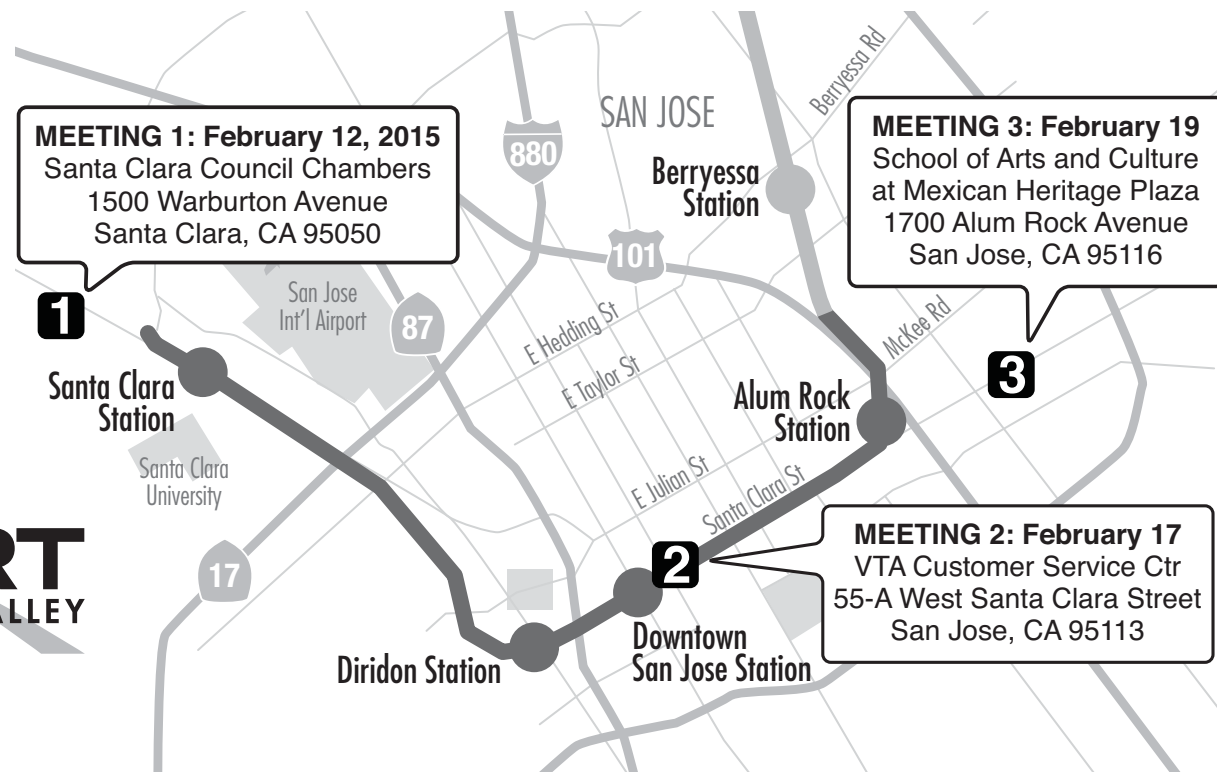 MEETING 1: February 12, 2015
Santa Clara Council Chambers
1500 Warburton Avenue
Santa Clara, CA 95050
SAN JOSE
880
Berryessa Rd
Berryessa
Station
MEETING 3: February 19
School of Arts and Culture
at Mexican Heritage Plaza
1700 Alum Rock Avenue
San Jose, CA 95116
101
1
San Jose
Int'l Airport
87
E Hedding St
McKee Rd
E Taylor St
3
Santa Clara
Station
Alum Rock
Station
Santa Clara
University
E Julian St
Santa Clara St
17
2
MEETING 2: February 17
VTA Customer Service Ctr
55-A West Santa Clara Street
San Jose, CA 95113
RT
ALLEY
Diridon Station
Downtown
San Jose Station